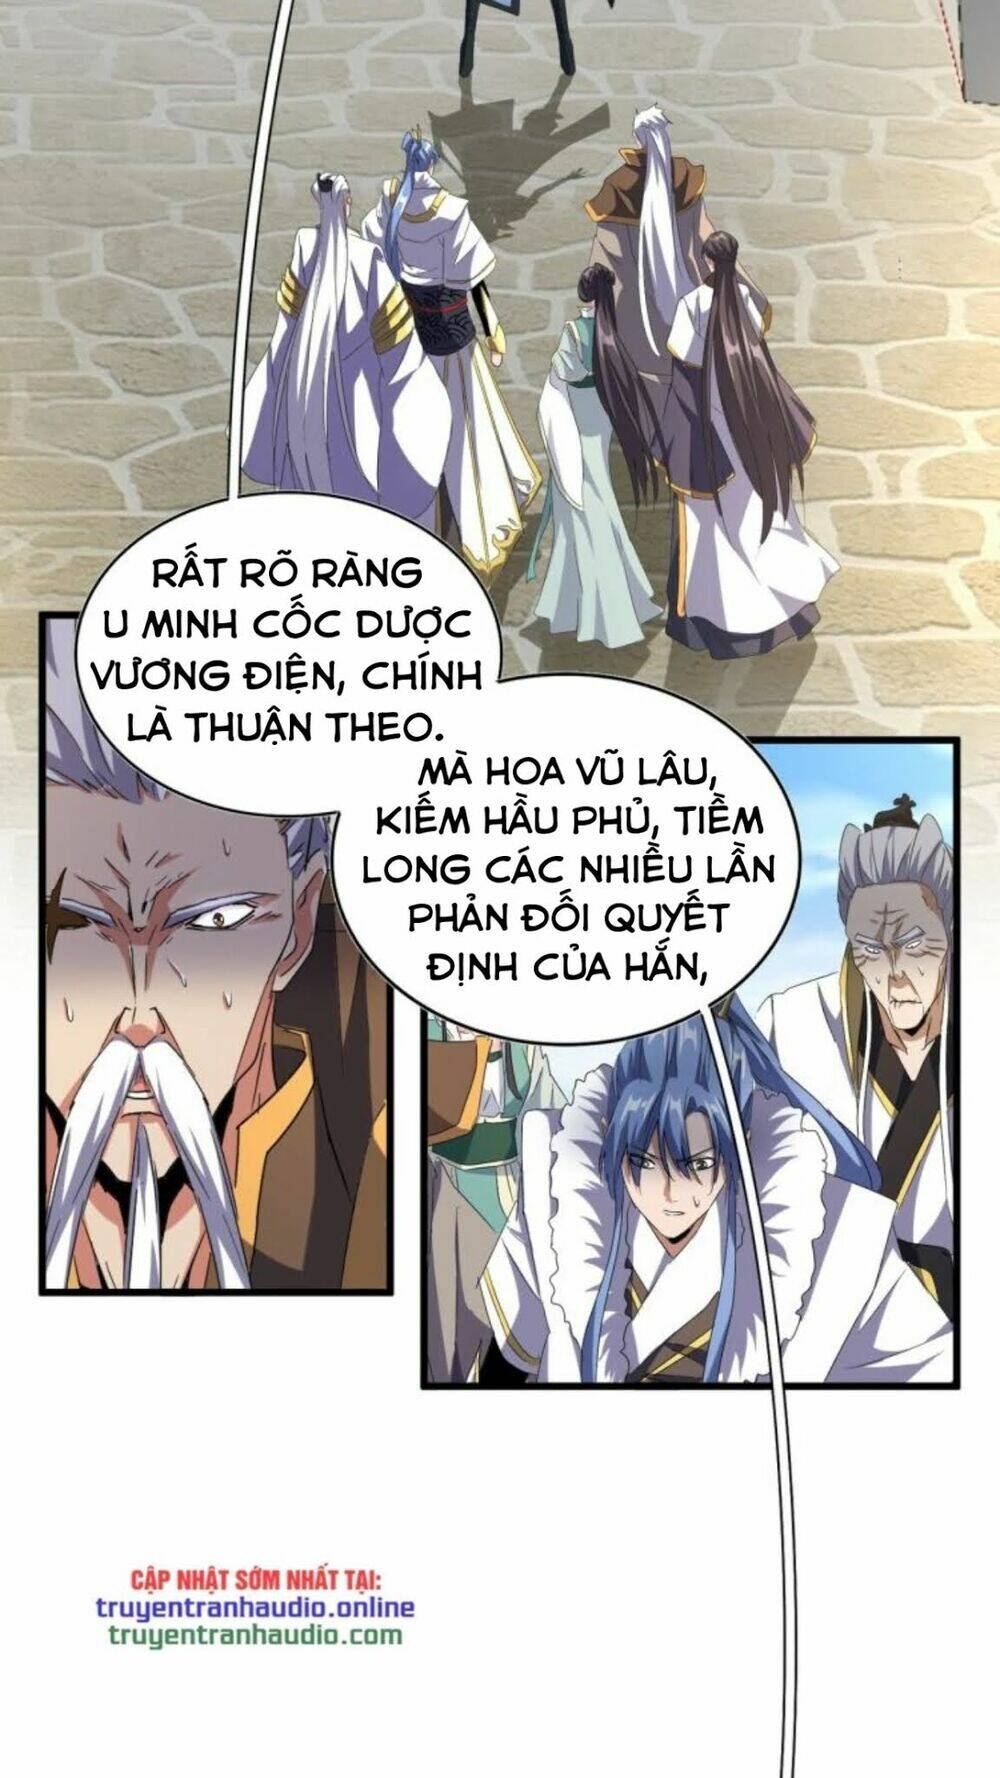 RẤT RÕ RÀNG
U MINH CỐC DƯỢC
VƯƠNG ĐIỆN, CHÍNH
LÀ THUẬN THEO.
MÀ HOA VŨ LÂU,
KIẾM HẦU PHỦ, TIỀM
LONG CÁC NHIỀU LẦN
PHẢN ĐỐI QUYẾT
ĐỊNH CỦA HẮN,
CẬP NHẬT SỚM NHẤT TẠI:
truyentranhaudio.online
truyentranhaudio.com